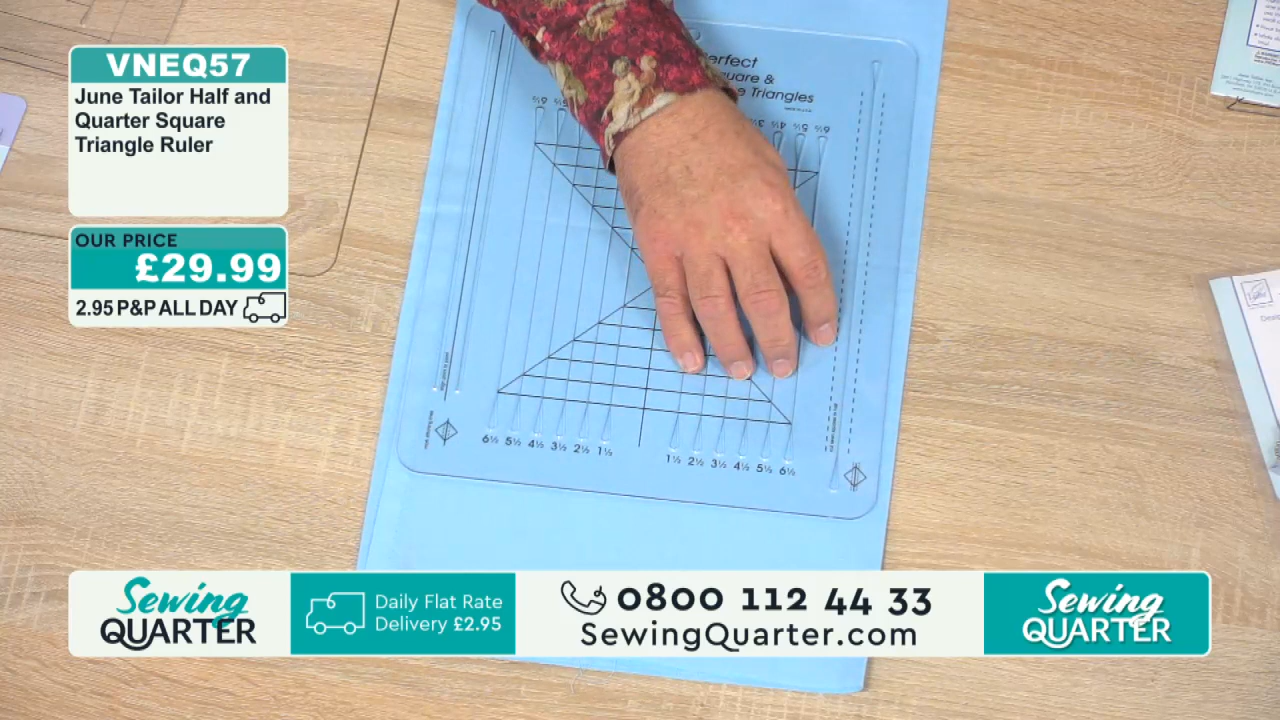 VNEQ57
June Tailor Half and
Quarter Square
Triangle Ruler
OUR PRICE
£29.99
2.95 P&P ALL DAY
erfect
quare &
Triangles
6½ 5½ 4½ 3½ 2½ 1½
1½ 2½ 3½ 4½ 5½ 6½
Sewing
QUARTER
Daily Flat Rate
Delivery £2.95
0800 112 44 33
SewingQuarter.com
Sewing
QUARTER